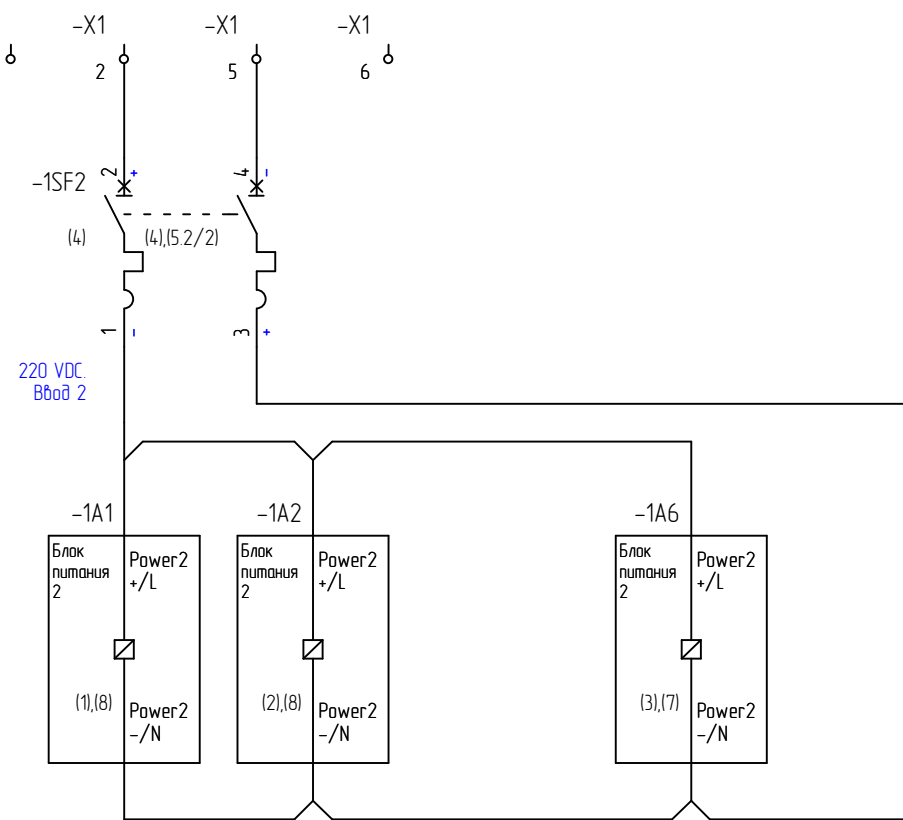 -X1
-X1
-X1
2
5
6
-1SF2
2
+
4
-
(4)
(4),(5.2/2)
1
-
3
+
220 VDC.
Ввод 2
-1A1
-1A2
-1A6
Блок
питания
2
Power2
+/L
(1),(8)
Power2
-/N
Блок
питания
2
Power2
+/L
(2),(8)
Power2
-/N
Блок
питания
2
Power2
+/L
(3),(7)
Power2
-/N